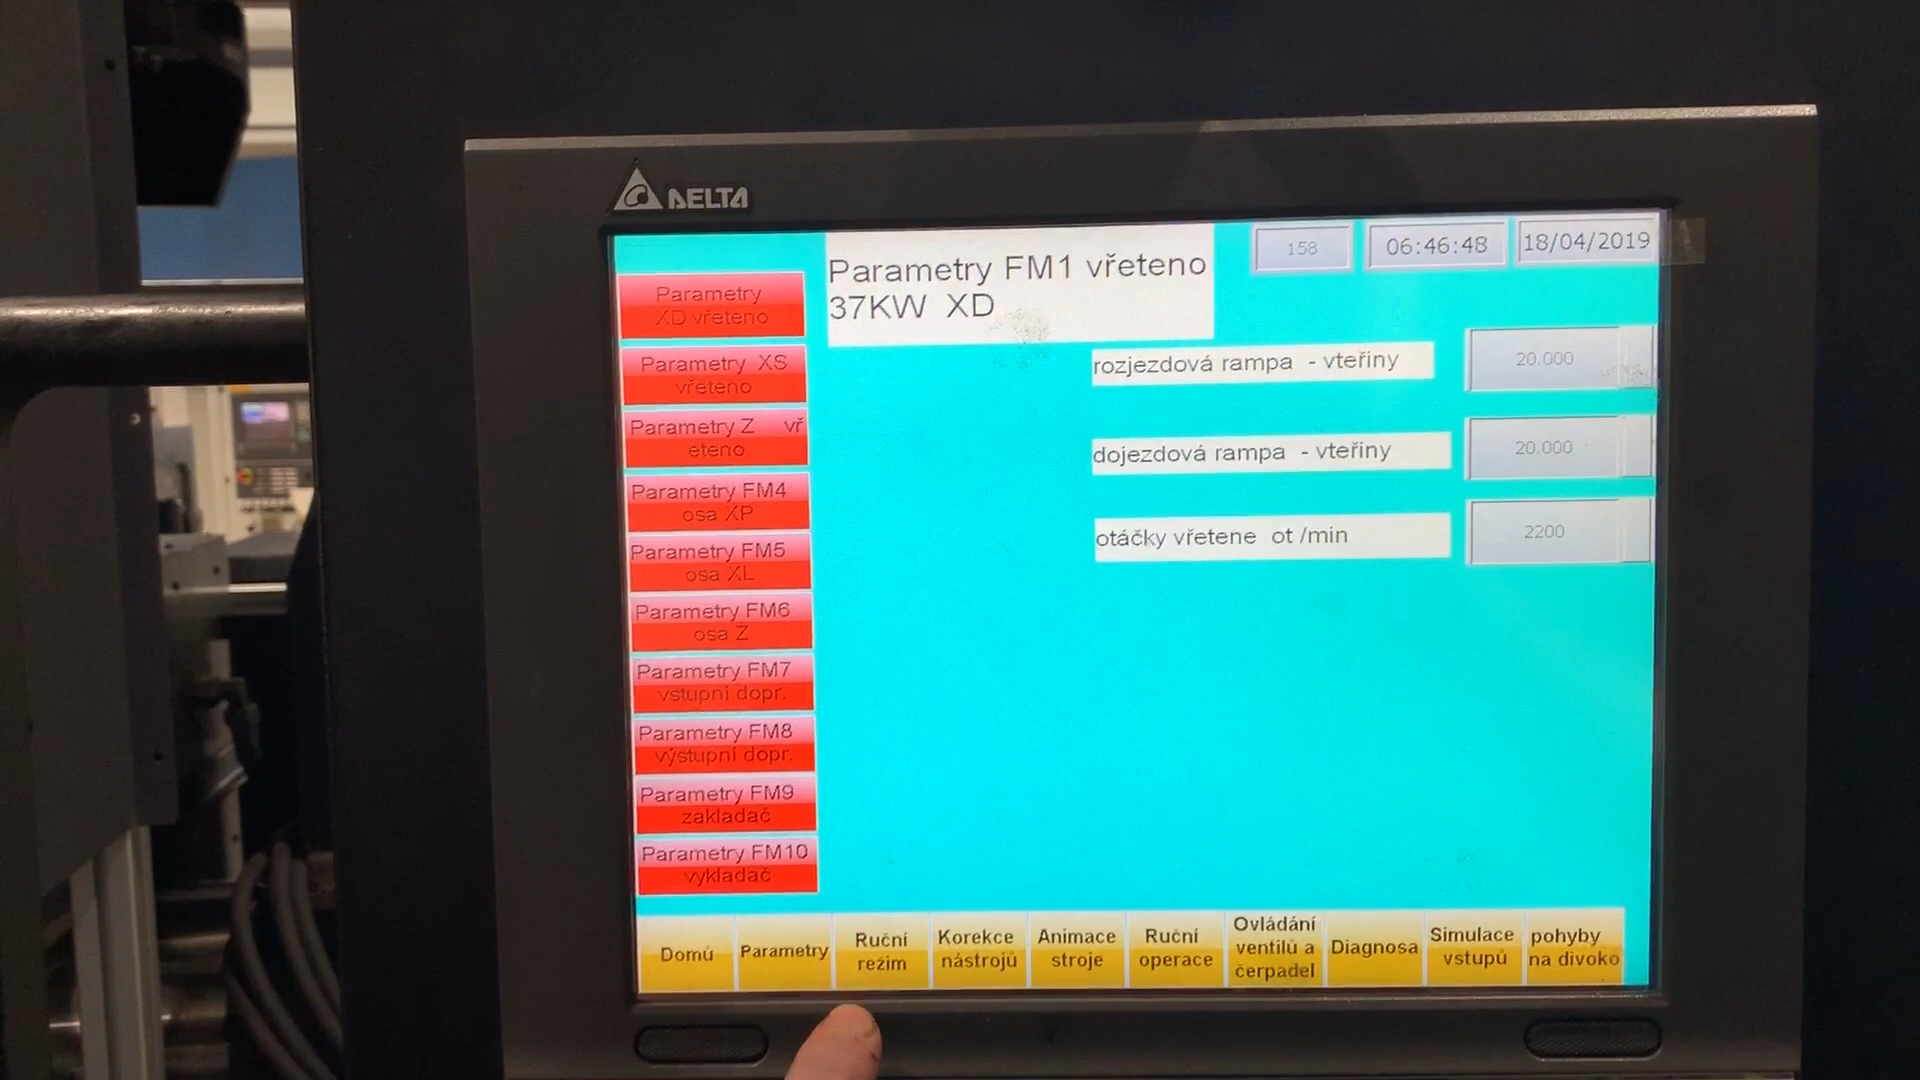 DELTA
Parametry FM1 vřeteno
37KW XD
158
06:46:48
18/04/2019
Parametry
XD vřeteno
Parametry XS
vřeteno
Parametry Z vř
eteno
Parametry FM4
osa XP
Parametry FM5
osa XL
Parametry FM6
osa Z
Parametry FM7
vstupní dopr.
Parametry FM8
výstupní dopr.
Parametry FM9
zakladač
Parametry FM10
vykladač
rozjezdová rampa - vteřiny
20.000
dojezdová rampa - vteřiny
20.000
otáčky vřetene ot /min
2200
Domů
Parametry
Ruční
režim
Korekce
nástrojů
Animace
stroje
Ruční
operace
Ovládání
ventilů a
čerpadel
Diagnosa
Simulace
vstupů
pohyby
na divoko